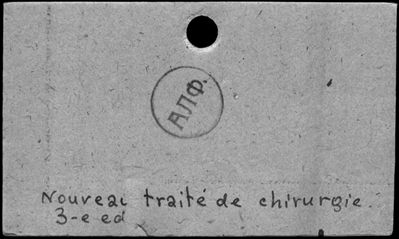 АЛФ.
Nouveau traité de chirurgie.
3-e ed